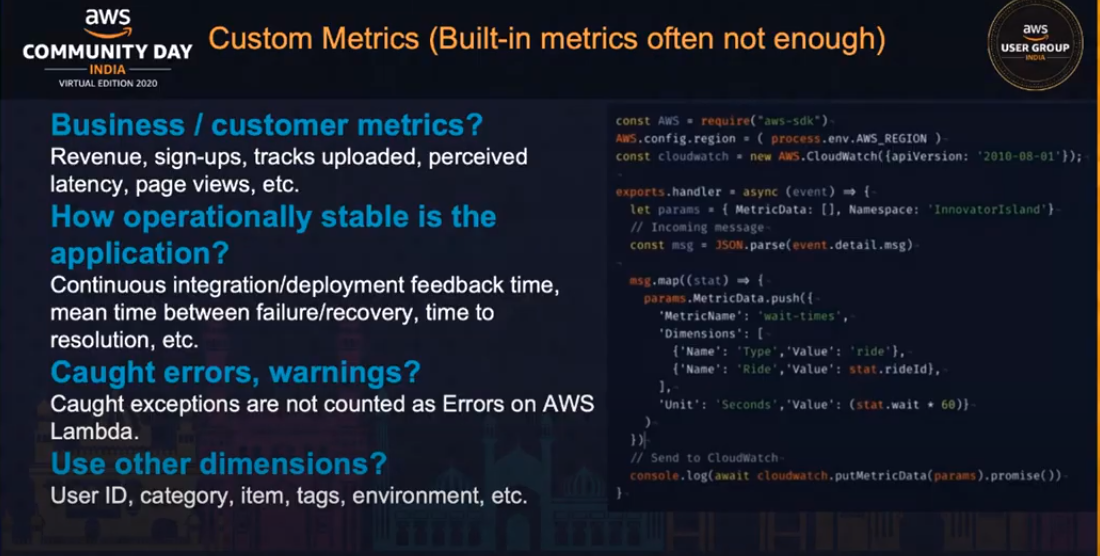 aws
COMMUNITY DAY
INDIA
VIRTUAL EDITION 2020
Custom Metrics (Built-in metrics often not enough)
aws
USER GROUP
INDIA
Business / customer metrics?
Revenue, sign-ups, tracks uploaded, perceived
latency, page views, etc.
How operationally stable is the
application?
Continuous integration/deployment feedback time,
mean time between failure/recovery, time to
resolution, etc.
Caught errors, warnings?
Caught exceptions are not counted as Errors on AWS
Lambda.
Use other dimensions?
User ID, category, item, tags, environment, etc.
const AWS = require("aws-sdk")
AWS.config.region = ( process.env.AWS_REGION )
const cloudwatch = new AWS.CloudWatch({apiVersion: '2010-08-01'});
exports.handler = async (event) ⇒ {
let params = { MetricData: [], Namespace: 'InnovatorIsland'}
// Incoming message
const msg = JSON.parse(event.detail.msg)
msg.map((stat) ⇒ {
params.MetricData.push({
'MetricName': 'wait-times',
'Dimensions': [
{'Name': 'Type','Value': 'ride'},
{'Name': 'Ride','Value': stat.rideId},
],
'Unit': 'Seconds','Value': (stat.wait * 60)}
)
})
// Send to CloudWatch
console.log(await cloudwatch.putMetricData(params).promise())
}